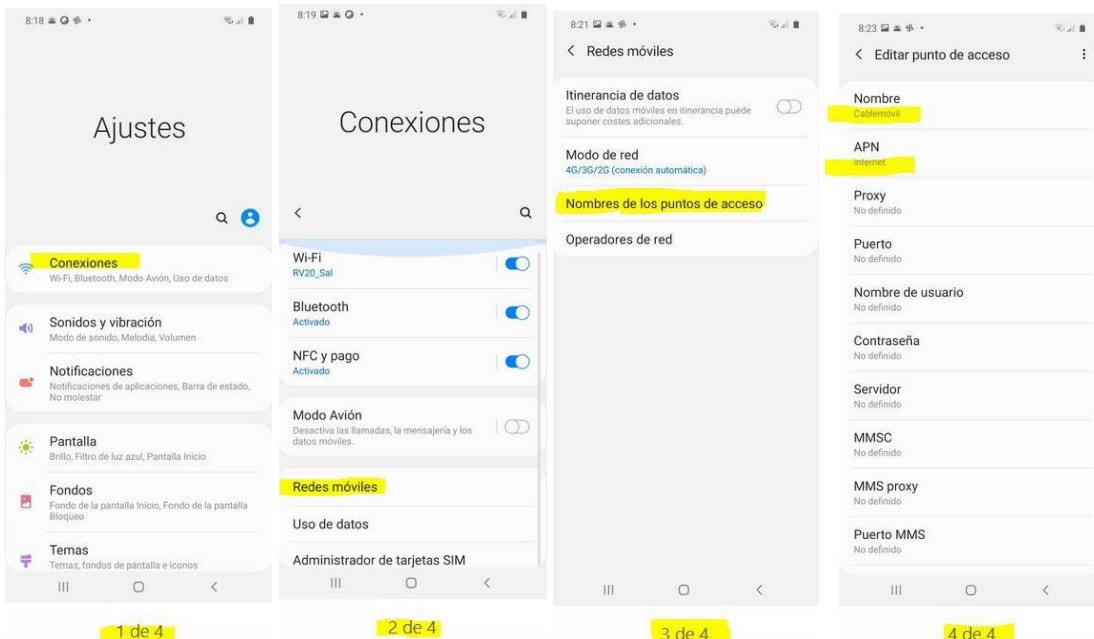 8:18
Ajustes
Conexiones
Wi-Fi, Bluetooth, Modo Avión, Uso de datos
Sonidos y vibración
Modo de sonido, Melodía, Volumen
Notificaciones
Notificaciones de aplicaciones, Barra de estado,
No molestar
Pantalla
Brillo, Filtro de luz azul, Pantalla Inicio
Fondos
Fondo de la pantalla Inicio, Fondo de la pantalla
Bloqueo
Temas
Temas, fondos de pantalla e iconos
1 de 4
8:19
Conexiones
Wi-Fi
RV20_Sal
Bluetooth
Activado
NFC y pago
Activado
Modo Avión
Desactiva las llamadas, la mensajería y los
datos móviles.
Redes móviles
Uso de datos
Administrador de tarjetas SIM
2 de 4
8:21
Redes móviles
Itinerancia de datos
El uso de datos móviles en itinerancia puede
suponer costes adicionales.
Modo de red
4G/3G/2G (conexión automática)
Nombres de los puntos de acceso
Operadores de red
3 de 4
8:23
Editar punto de acceso
Nombre
Cablemóvil
APN
Internet
Proxy
No definido
Puerto
No definido
Nombre de usuario
No definido
Contraseña
No definido
Servidor
No definido
MMSC
No definido
MMS proxy
No definido
Puerto MMS
No definido
4 de 4